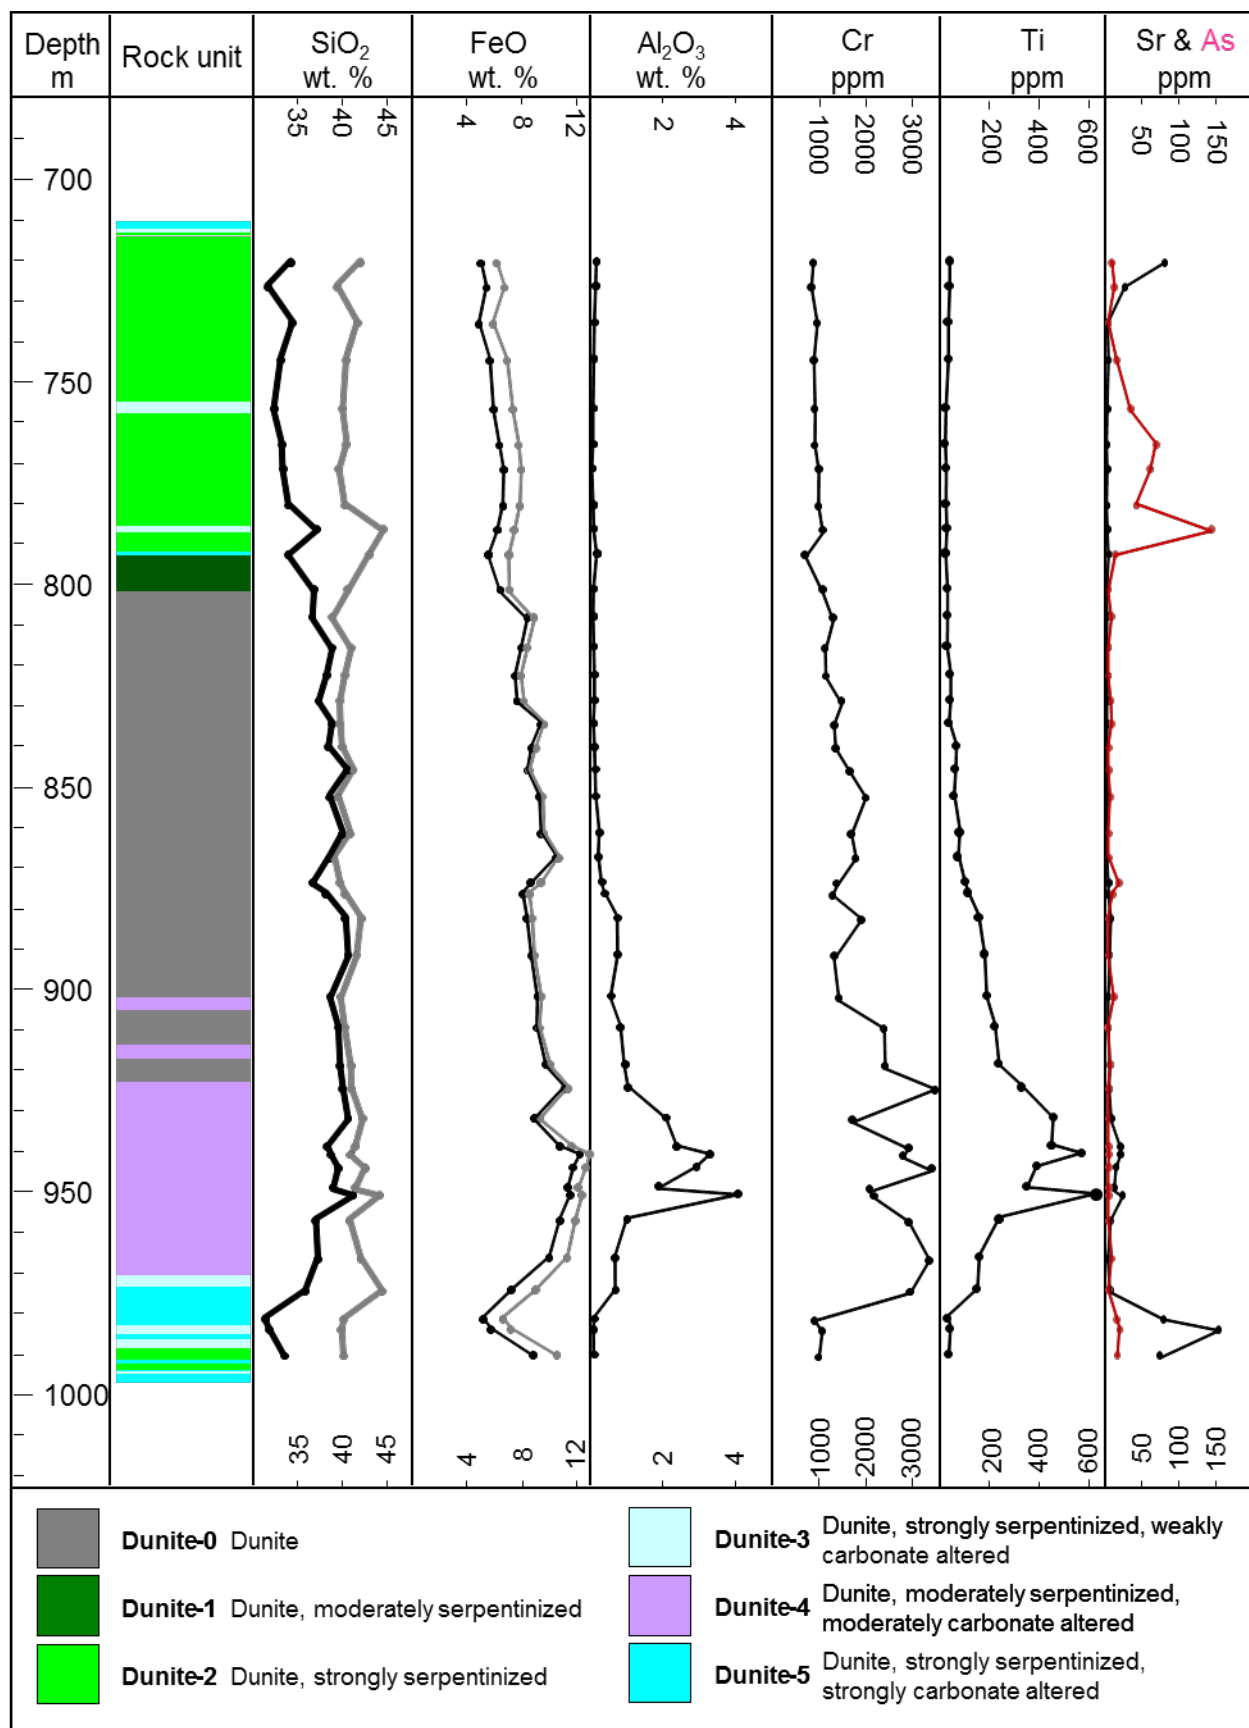 Depth
m
Rock unit
SiO₂
wt. %
FeO
wt. %
Al₂O₃
wt. %
Cr
ppm
Ti
ppm
Sr & As
ppm
35 40 45
4 8 12
2 4
1000 2000 3000
200 400 600
50 100 150
700
750
800
850
900
950
1000
35 40 45
4 8 12
2 4
1000 2000 3000
200 400 600
50 100 150
Dunite-0 Dunite
Dunite-1 Dunite, moderately serpentinized
Dunite-2 Dunite, strongly serpentinized
Dunite-3 Dunite, strongly serpentinized, weakly
carbonate altered
Dunite-4 Dunite, moderately serpentinized,
moderately carbonate altered
Dunite-5 Dunite, strongly serpentinized,
strongly carbonate altered